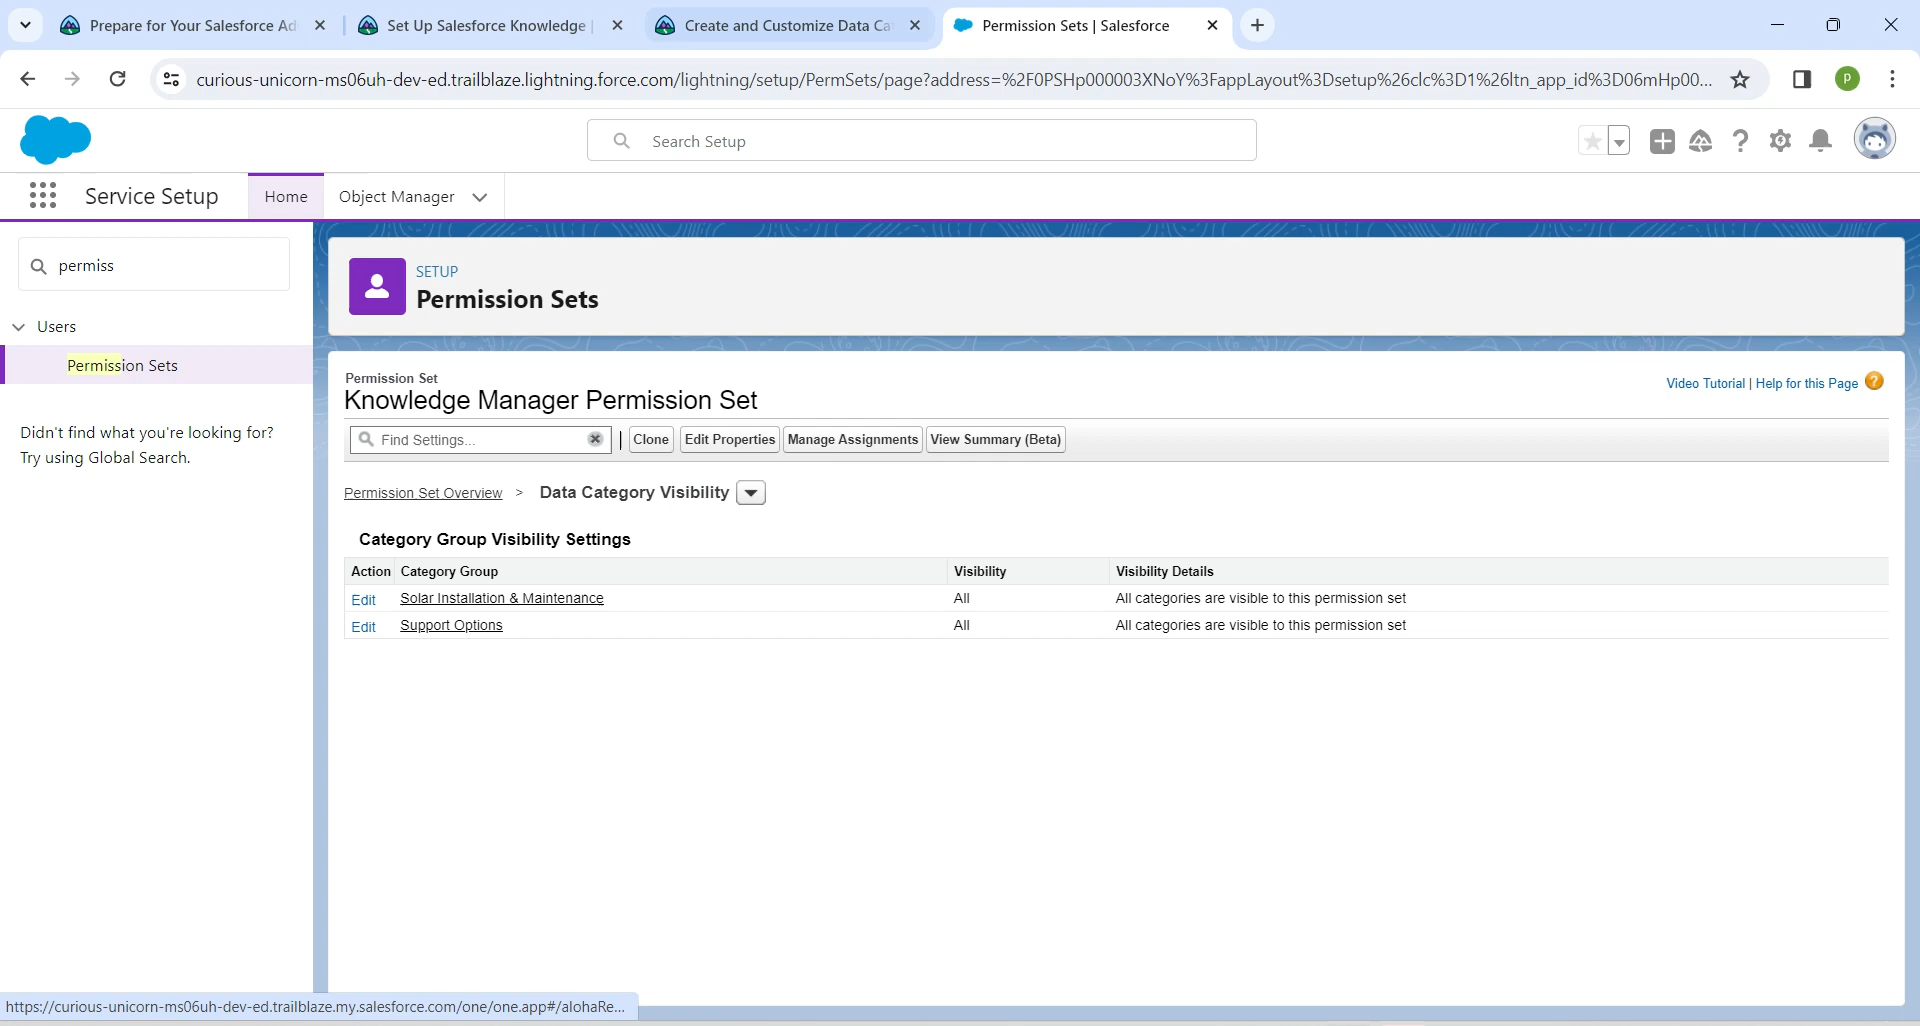 Prepare for Your Salesforce Ad
Set Up Salesforce Knowledge |
Create and Customize Data Ca
Permission Sets | Salesforce
curious-unicorn-ms06uh-dev-ed.trailblaze.lightning.force.com/lightning/setup/PermSets/page?address=%2F0PSHp000003XNoY%3FappLayout%3Dsetup%26clc%3D1%26ltn_app_id%3D06mHp00...
P
Search Setup
Service Setup
Home
Object Manager
permiss
Users
Permission Sets
Didn't find what you're looking for?
Try using Global Search.
SETUP
Permission Sets
Permission Set
Knowledge Manager Permission Set
Video Tutorial | Help for this Page ?
Find Settings... | Clone Edit Properties Manage Assignments View Summary (Beta)
Permission Set Overview > Data Category Visibility
Category Group Visibility Settings
Action Category Group Visibility Visibility Details
Edit Solar Installation & Maintenance All All categories are visible to this permission set
Edit Support Options All All categories are visible to this permission set
https://curious-unicorn-ms06uh-dev-ed.trailblaze.my.salesforce.com/one/one.app#/alohaRe...